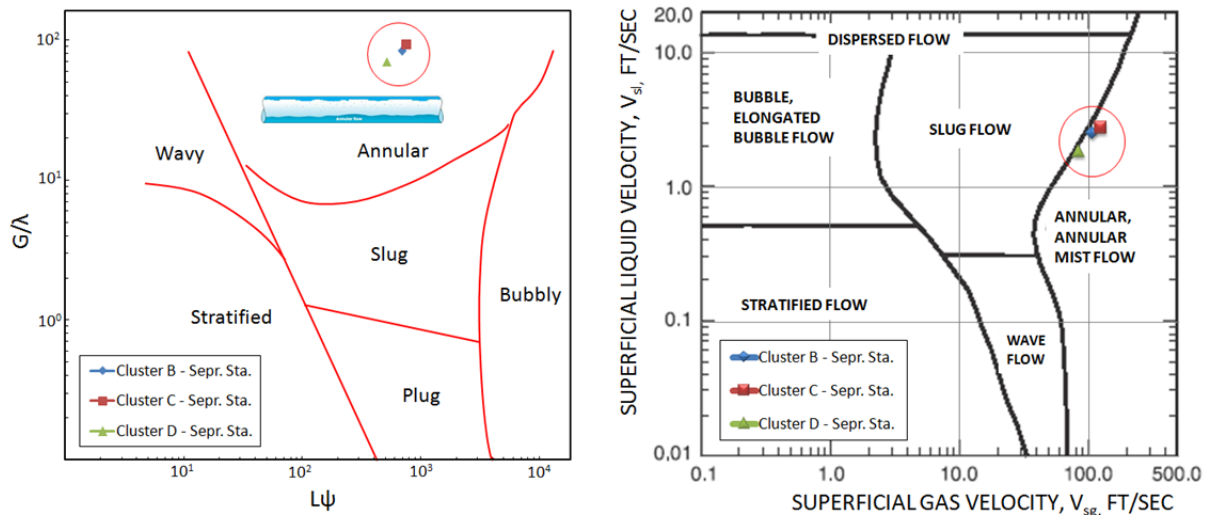 10²
10¹
10⁰
G/λ
Wavy
Annular
Slug
Bubbly
Stratified
Plug
Cluster B - Sepr. Sta.
Cluster C - Sepr. Sta.
Cluster D - Sepr. Sta.
10¹
10²
10³
10⁴
Lψ
SUPERFICIAL LIQUID VELOCITY, Vsl, FT/SEC
20.0
10.0
1.0
0.1
0.01
DISPERSED FLOW
BUBBLE,
ELONGATED
BUBBLE FLOW
SLUG FLOW
ANNULAR,
ANNULAR
MIST FLOW
STRATIFIED FLOW
WAVE
FLOW
Cluster B - Sepr. Sta.
Cluster C - Sepr. Sta.
Cluster D - Sepr. Sta.
0.1
1.0
10.0
100.0
500.0
SUPERFICIAL GAS VELOCITY, Vsg, FT/SEC